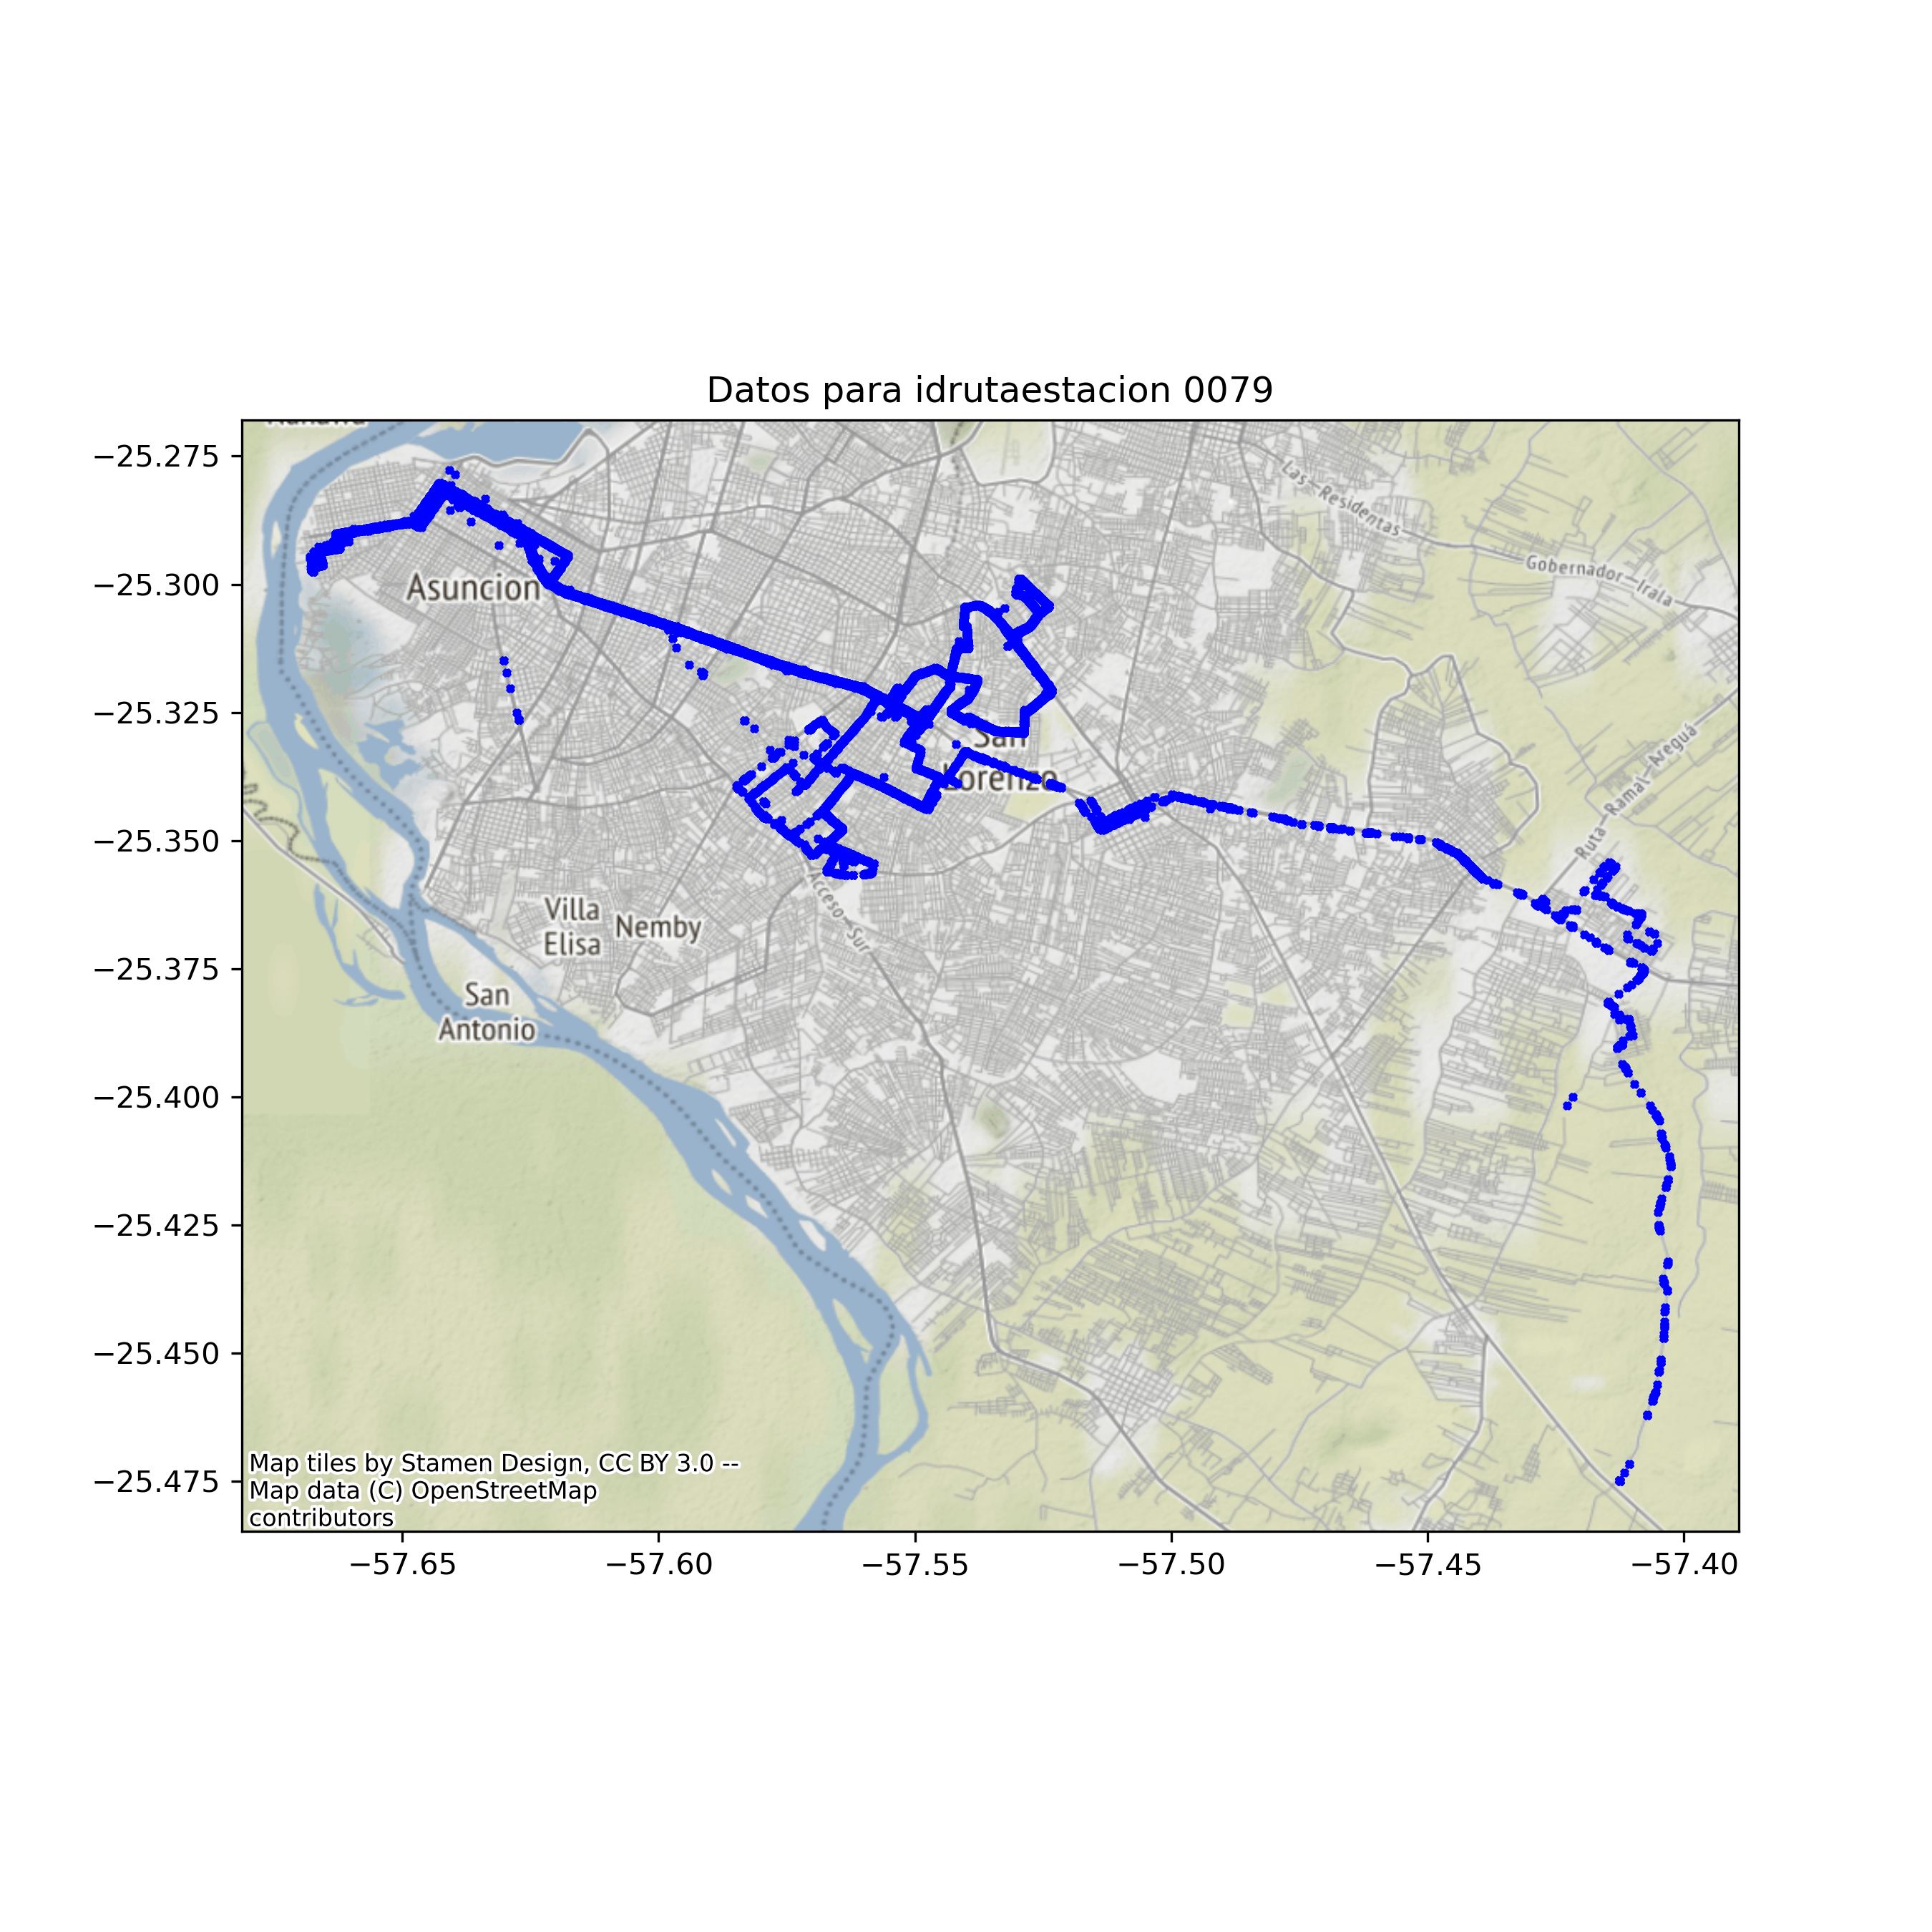 Datos para idrutaestacion 0079
−25.275
−25.300
−25.325
−25.350
−25.375
−25.400
−25.425
−25.450
−25.475
Las Residentas
Gobernador Irala
Ruta Ramal Areguá
Asuncion
San
Lorenzo
Acceso Sur
Villa
Elisa
Nemby
San
Antonio
Map tiles by Stamen Design, CC BY 3.0 --
Map data (C) OpenStreetMap
contributors
−57.65
−57.60
−57.55
−57.50
−57.45
−57.40